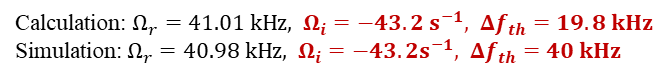 Calculation: Ωᵣ = 41.01 kHz, Ωᵢ = −43.2 s⁻¹, Δfₜₕ = 19.8 kHz
Simulation: Ωᵣ = 40.98 kHz, Ωᵢ = −43.2s⁻¹, Δfₜₕ = 40 kHz